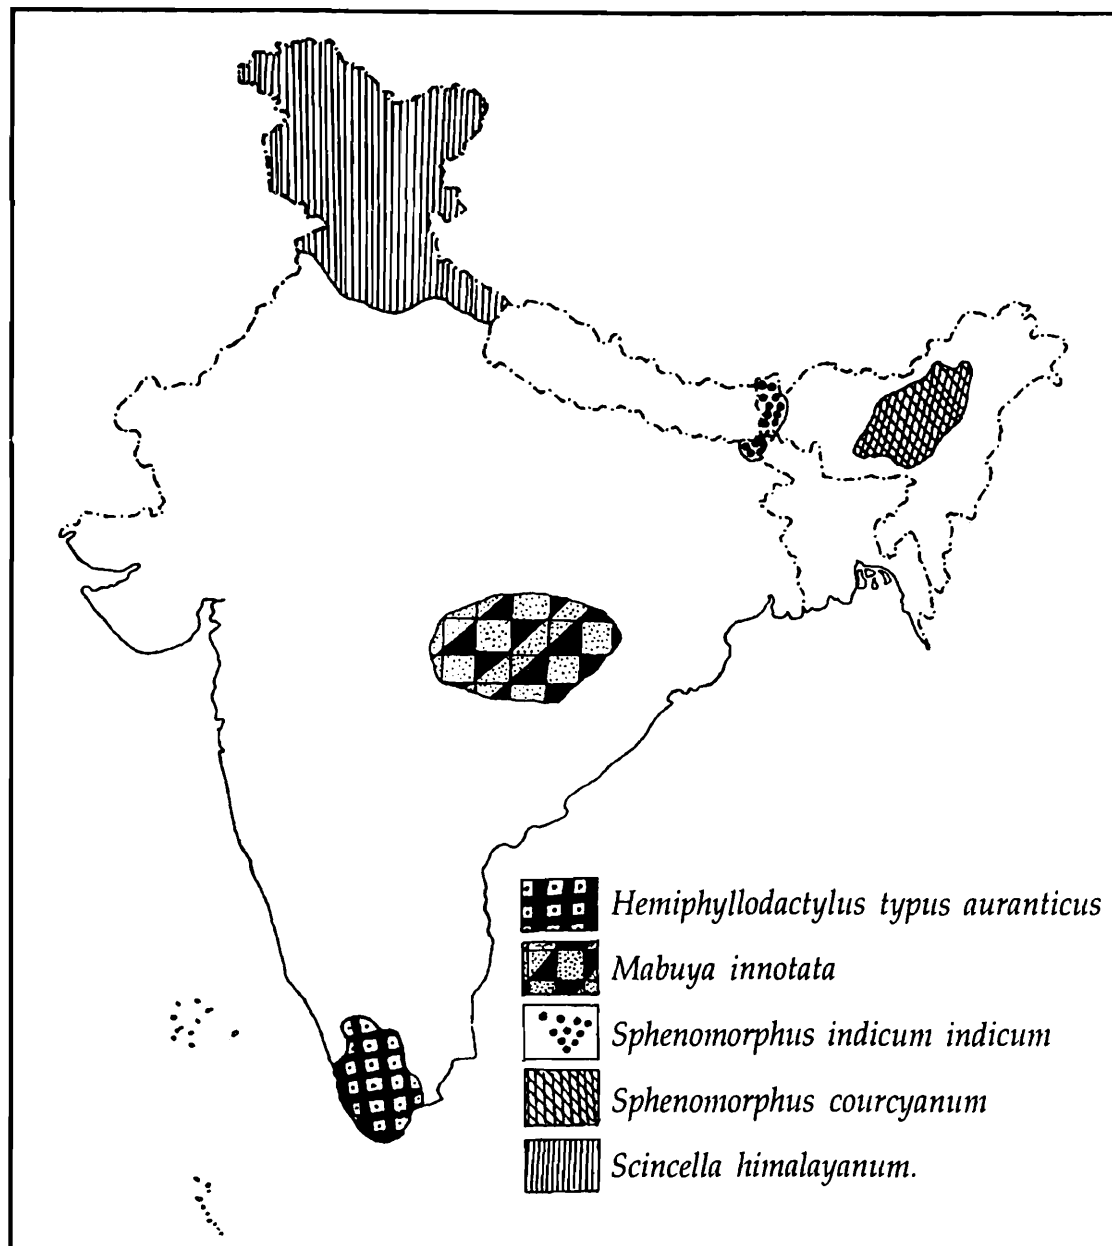 Hemiphyllodactylus typus auranticus
Mabuya innotata
Sphenomorphus indicum indicum
Sphenomorphus courcyanum
Scincella himalayanum.